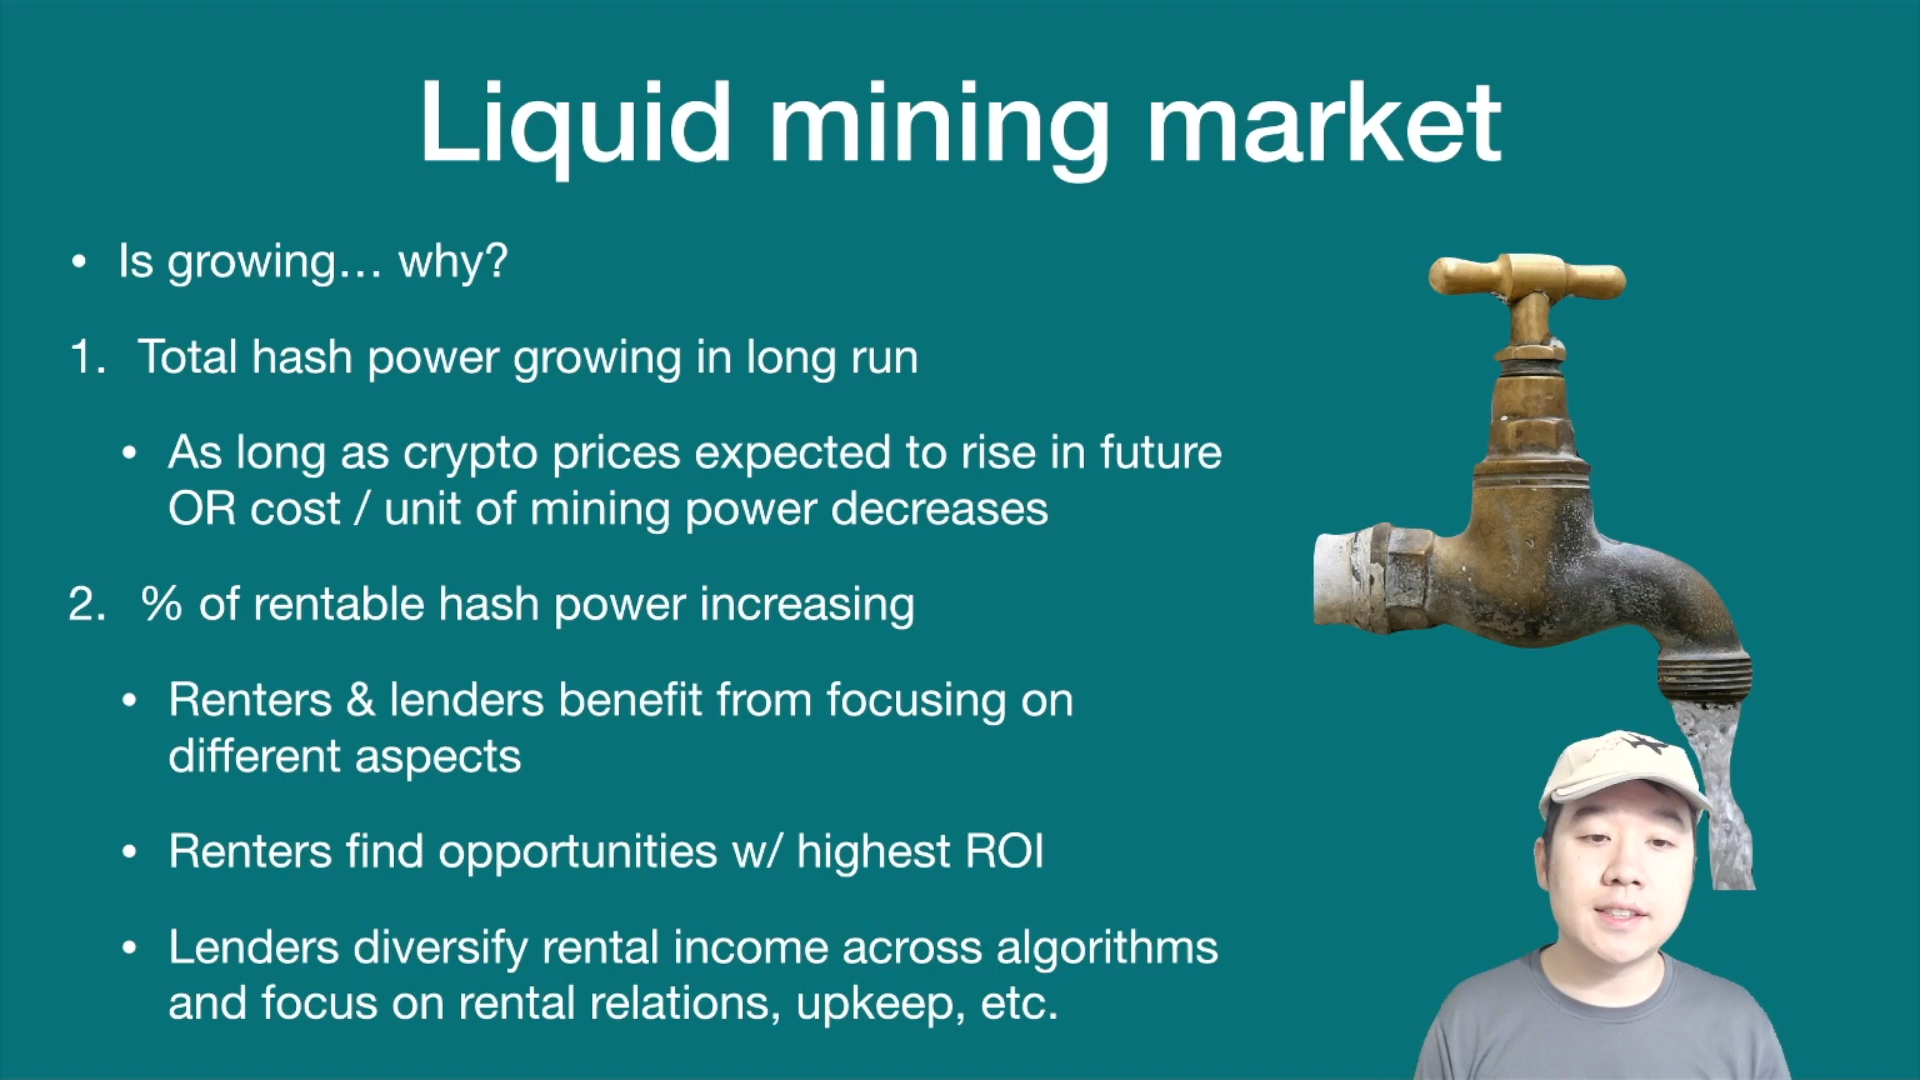 Liquid mining market
• Is growing… why?
1. Total hash power growing in long run
• As long as crypto prices expected to rise in future
OR cost / unit of mining power decreases
2. % of rentable hash power increasing
• Renters & lenders benefit from focusing on
different aspects
• Renters find opportunities w/ highest ROI
• Lenders diversify rental income across algorithms
and focus on rental relations, upkeep, etc.